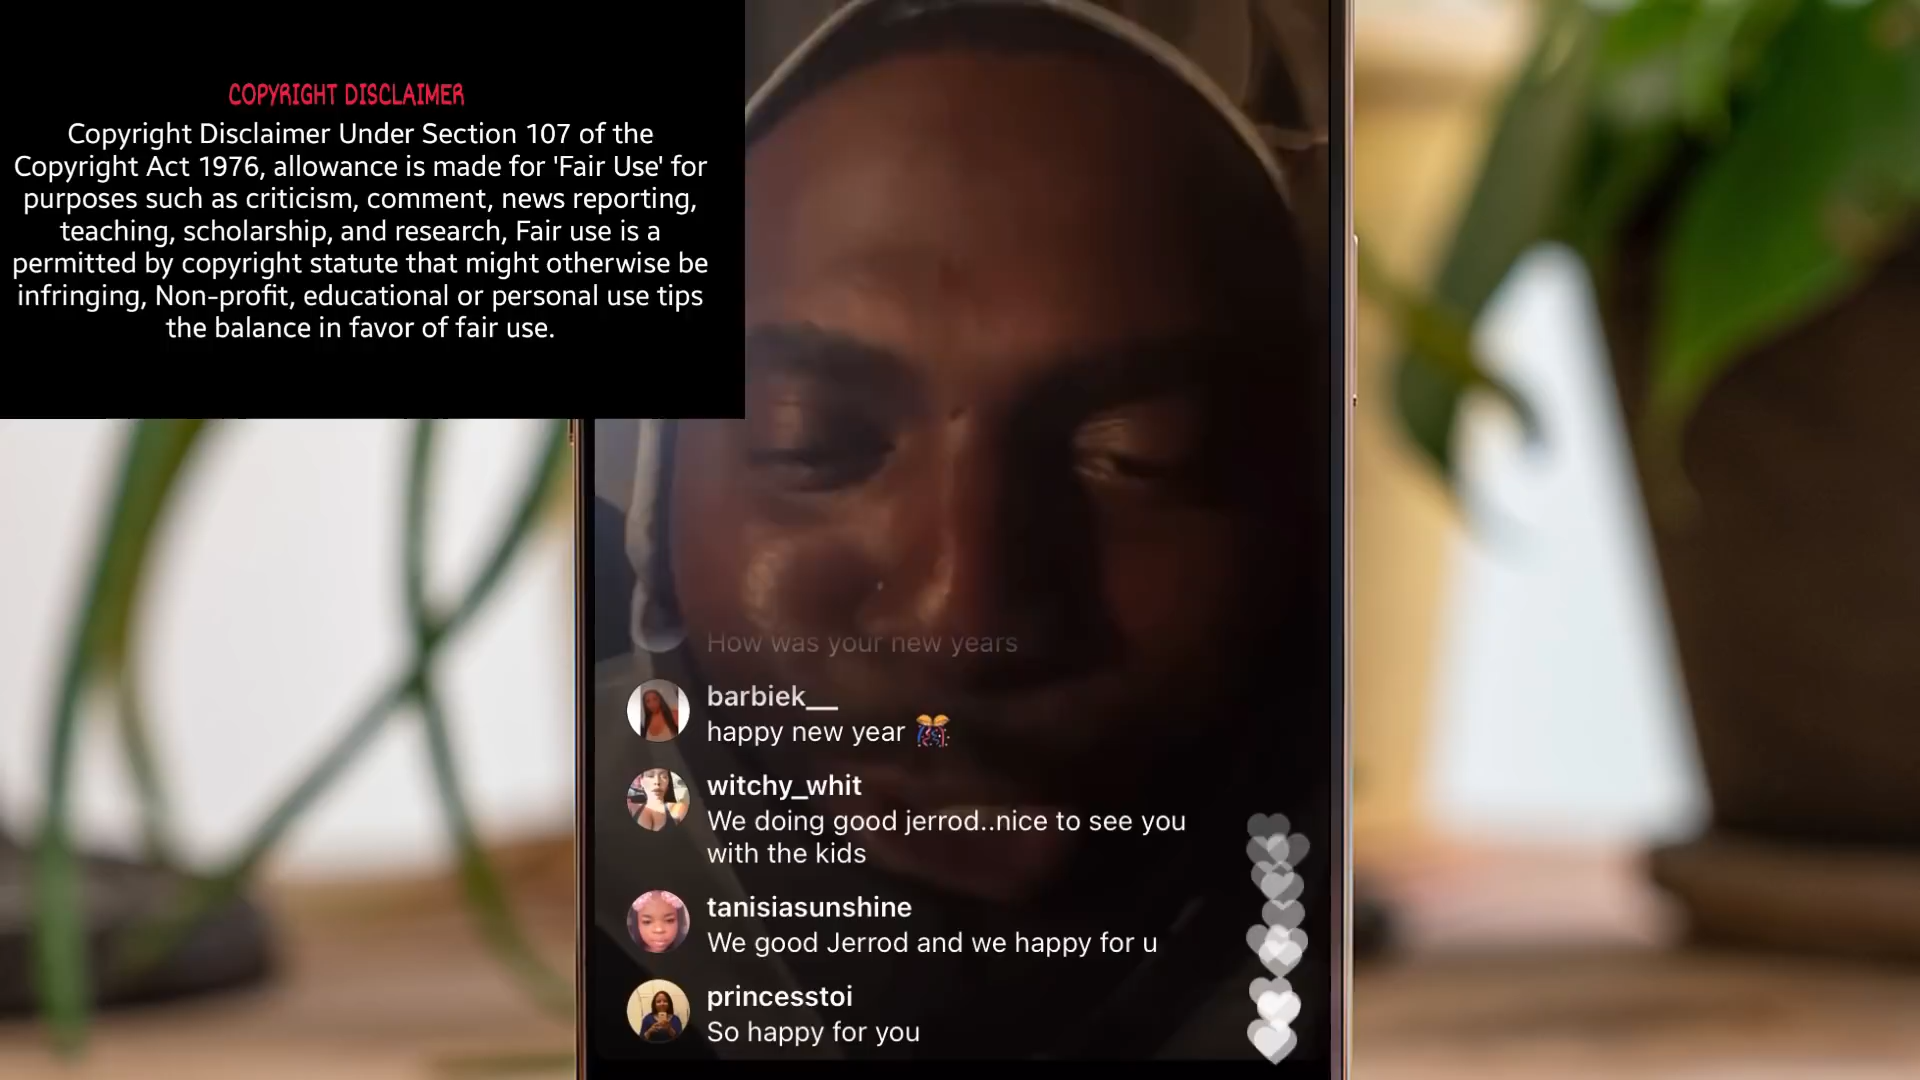 COPYRIGHT DISCLAIMER
Copyright Disclaimer Under Section 107 of the
Copyright Act 1976, allowance is made for 'Fair Use' for
purposes such as criticism, comment, news reporting,
teaching, scholarship, and research, Fair use is a
permitted by copyright statute that might otherwise be
infringing, Non-profit, educational or personal use tips
the balance in favor of fair use.
How was your new years
barbiek__
happy new year 🎊
witchy_whit
We doing good jerrod..nice to see you
with the kids
tanisiasunshine
We good Jerrod and we happy for u
princesstoi
So happy for you